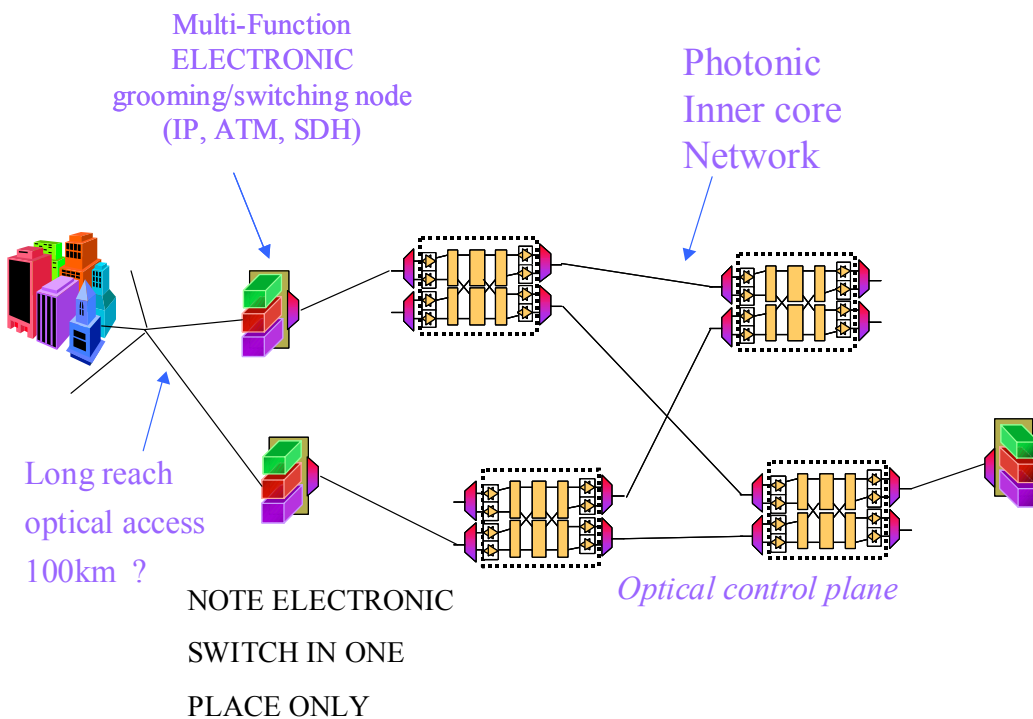 Multi-Function
ELECTRONIC
grooming/switching node
(IP, ATM, SDH)
Photonic
Inner core
Network
Long reach
optical access
100km ?
Optical control plane
NOTE ELECTRONIC
SWITCH IN ONE
PLACE ONLY